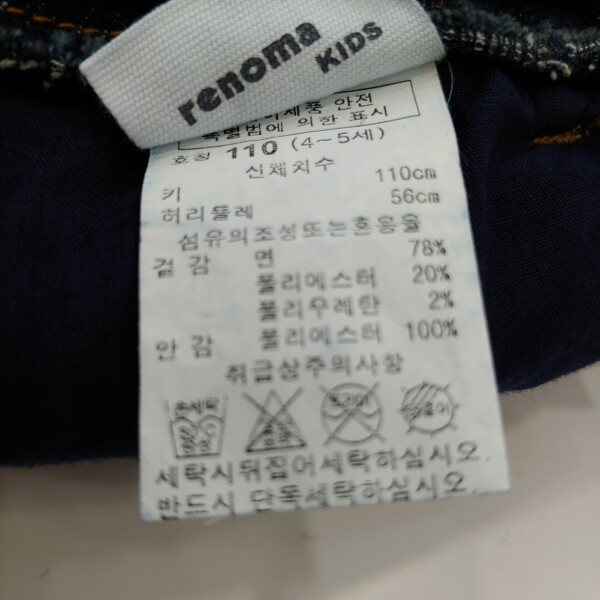 renoma
KIDS
제품 안전
특별법에 의한 표시
호칭 110 (4~5세)
신체치수
키 110cm
허리둘레 56cm
섬유의조성또는혼용율
겉감 면 78%
폴리에스터 20%
폴리우레탄 2%
안감 폴리에스터 100%
취급상주의사항
손세탁
세탁시뒤집어세탁하십시오.
반드시 단독세탁하십시오.